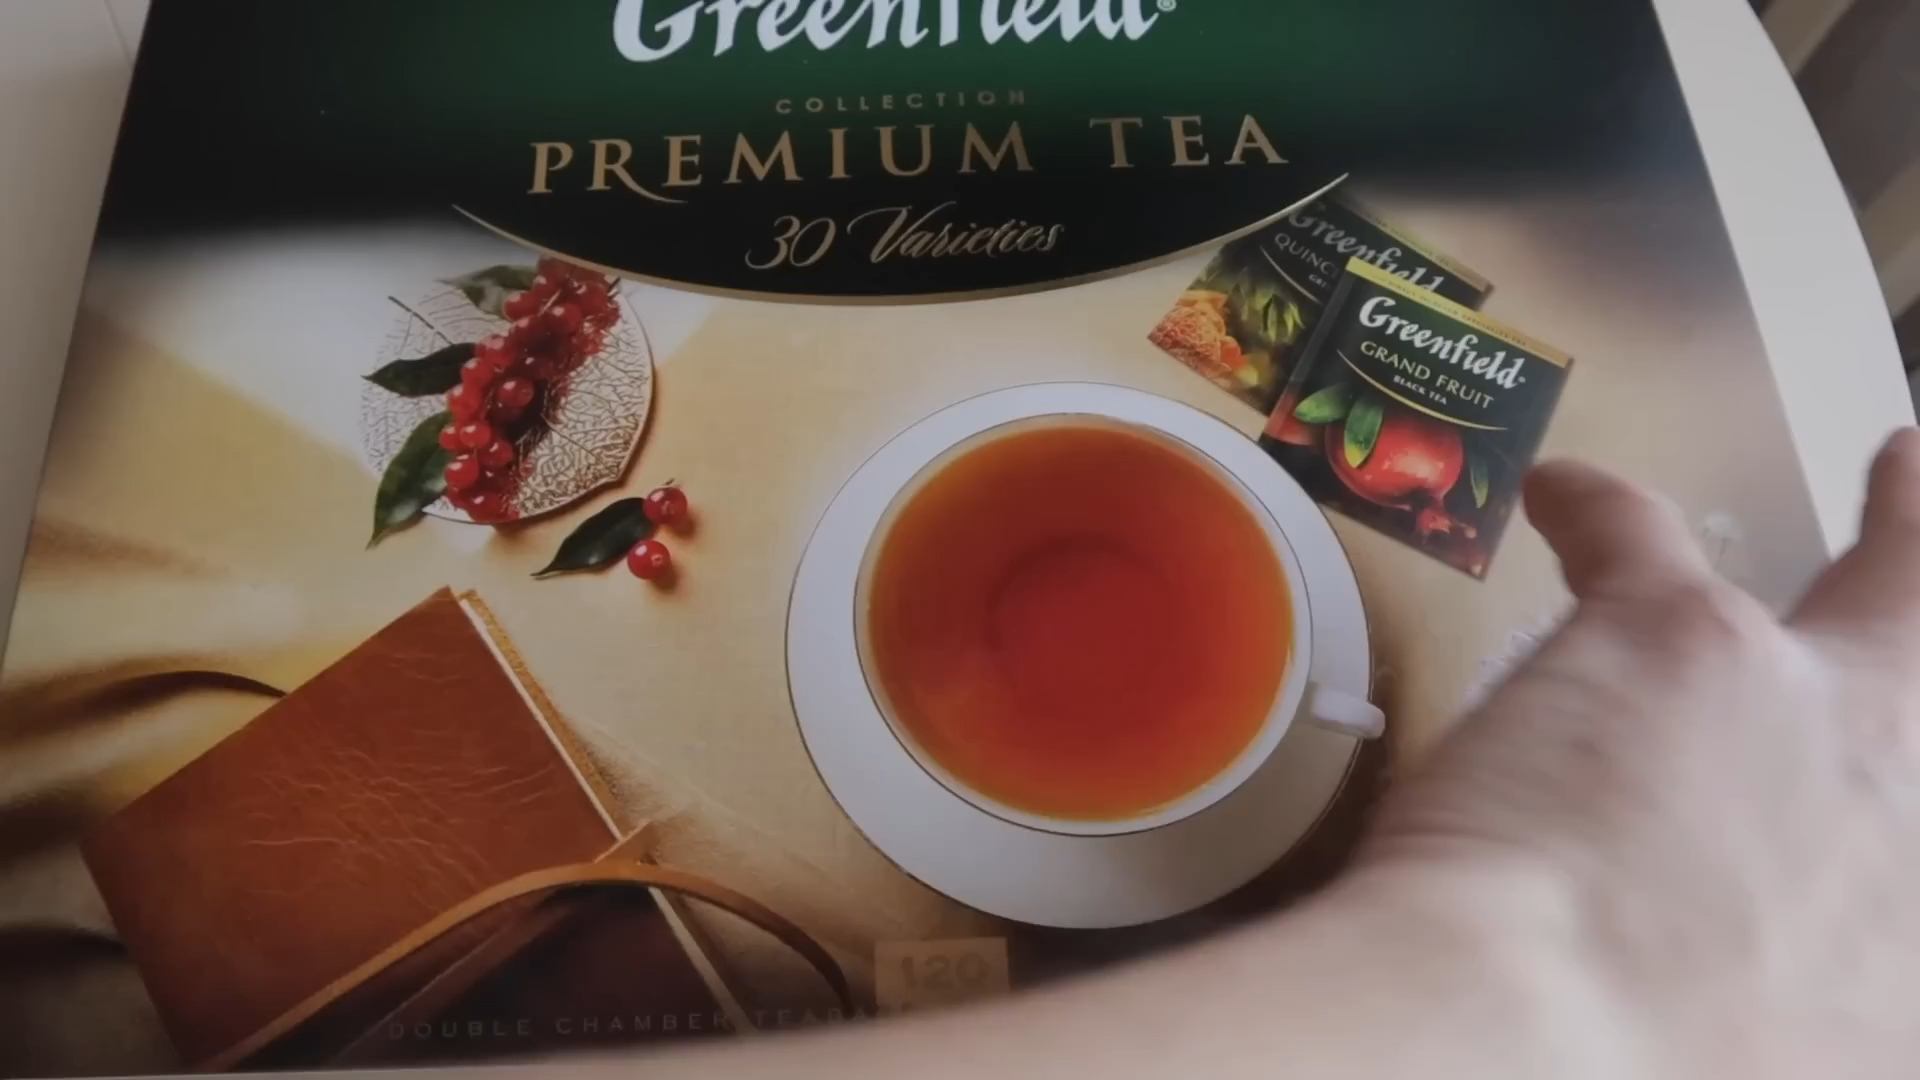 Greenfield®
COLLECTION
PREMIUM TEA
30 Varieties
Greenfield
Greenfield
GRAND FRUIT
BLACK TEA
120
DOUBLE CHAMBER